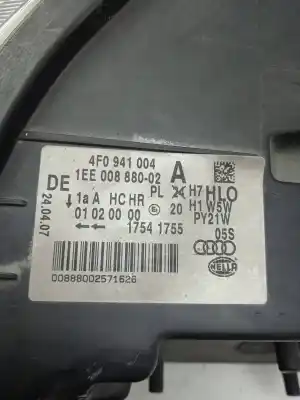 4F0 941 004
1EE 008 880-02
A
DE
24.04.07
PL 24 H7 HLO
1a A HC HR
20 H1 W5W
01 02 00 00
PY21W
1754 1755
05S
00888002571626
HELLA